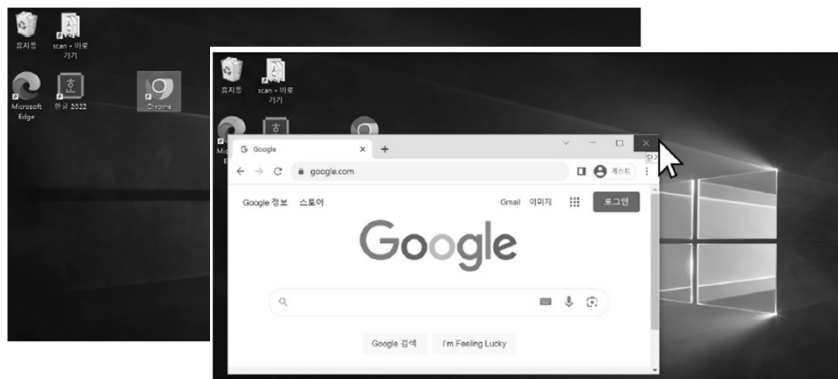 휴지통
scan - 바로
가기
Microsoft
Edge
한글 2022
Chrome
휴지통
scan - 바로
가기
Google
google.com
게스트
닫기
Google 정보 스토어
Gmail 이미지
로그인
Google
Google 검색 I'm Feeling Lucky